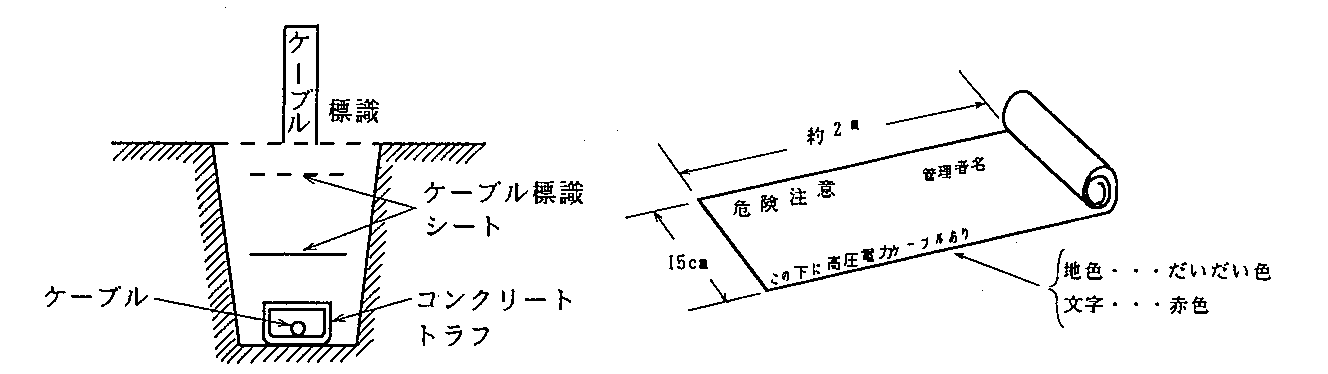 ケーブル
標識
ケーブル標識
シート
ケーブル
コンクリート
トラフ
約2m
15cm
危険注意
管理者名
この下に高圧電力ケーブルあり
地色・・・だいだい色
文字・・・赤色